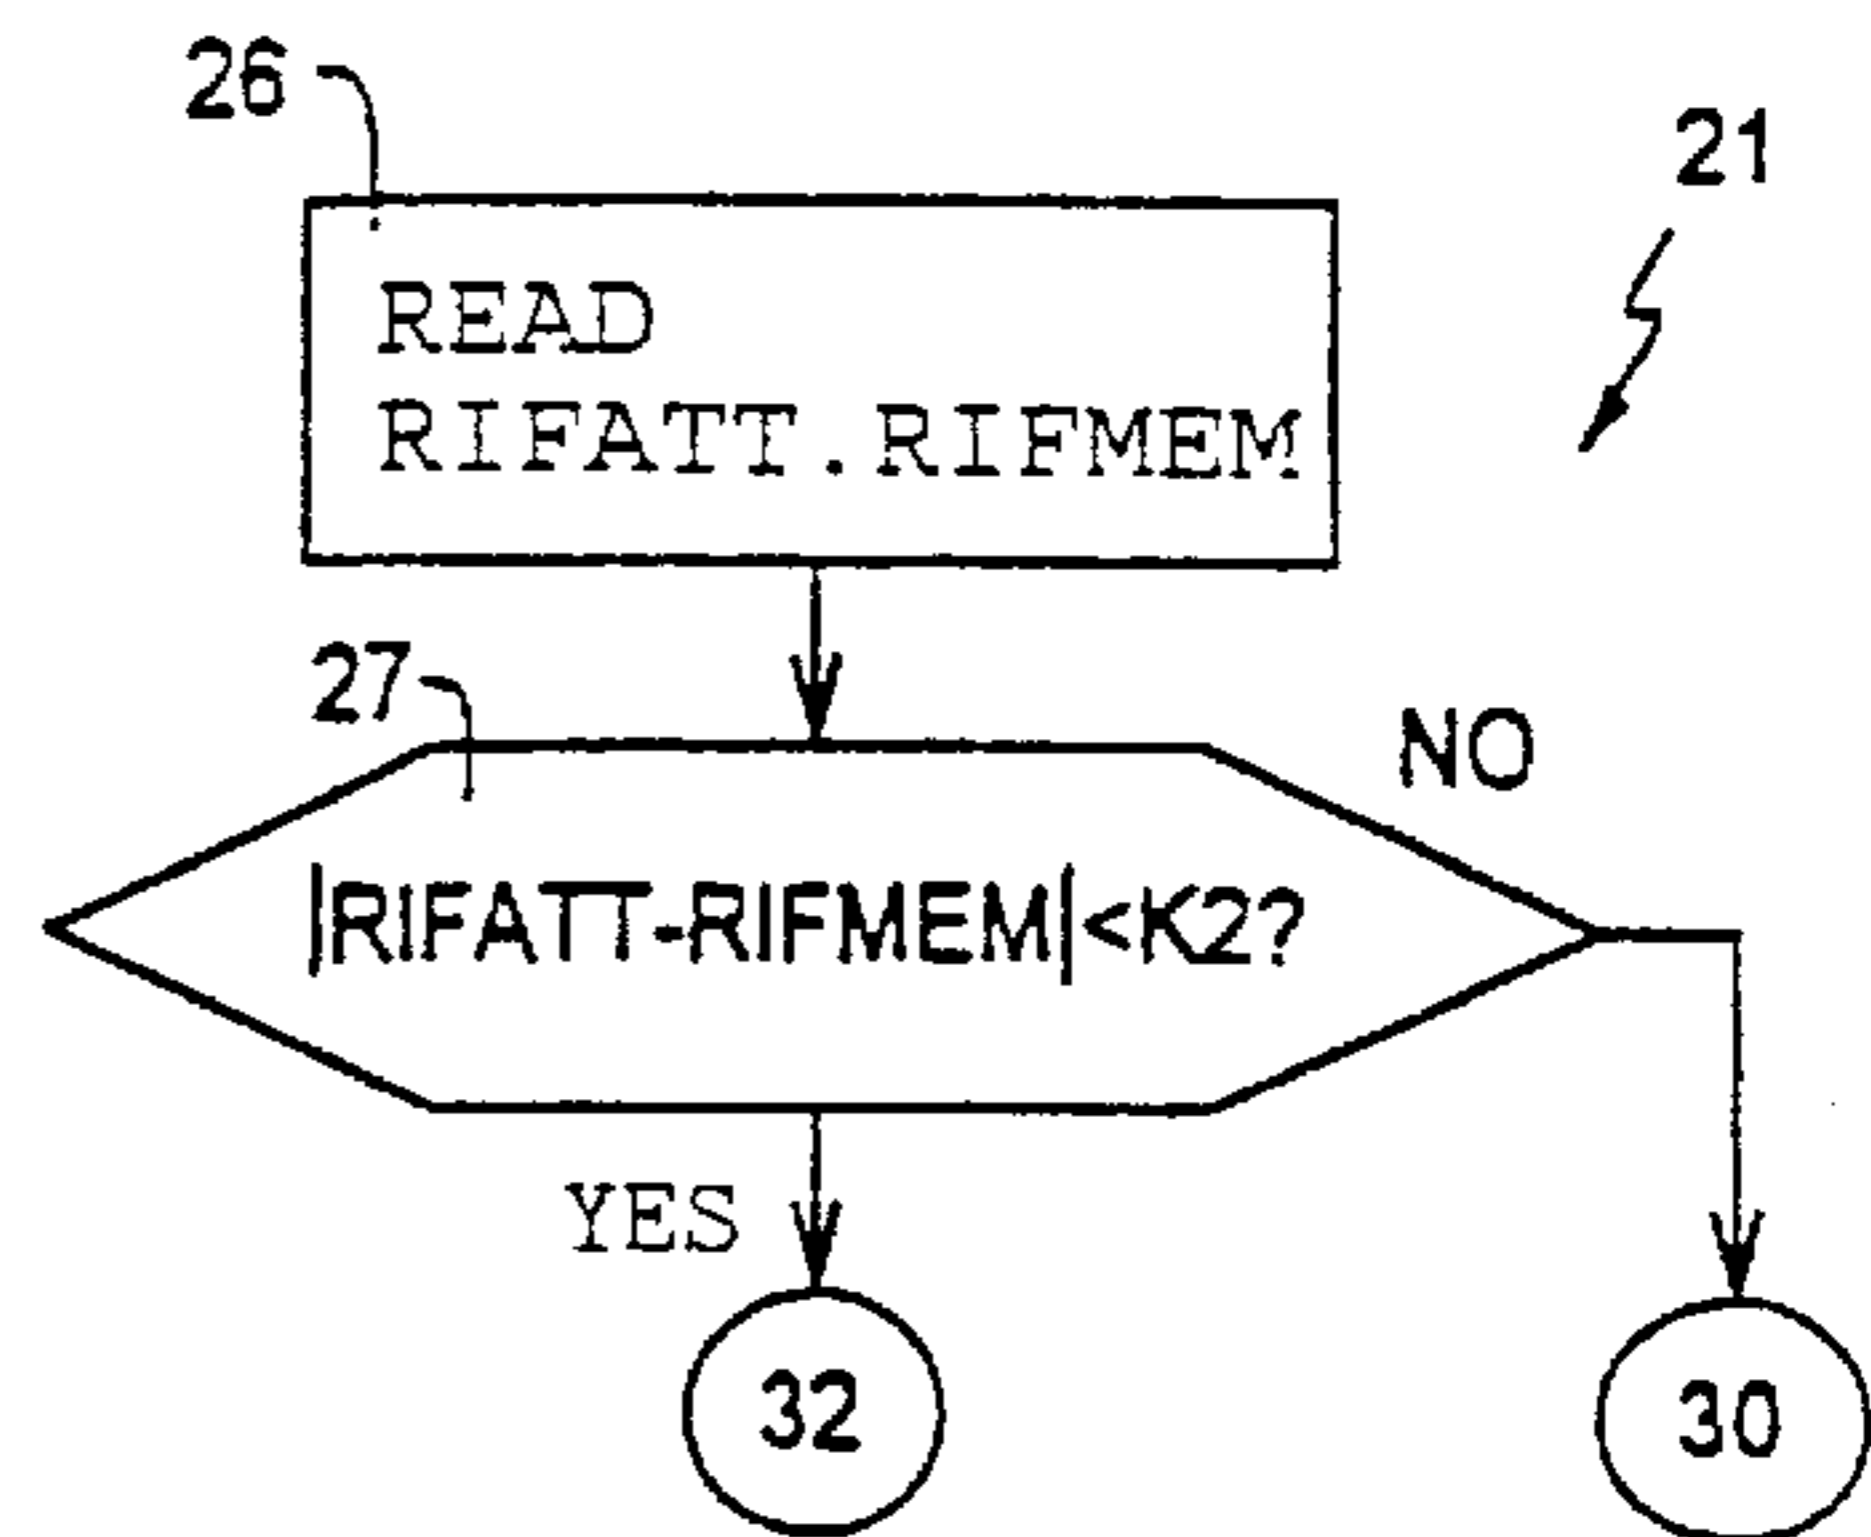 26
21
READ
RIFATT.RIFMEM
27
NO
|RIFATT-RIFMEM|<K2?
YES
32
30